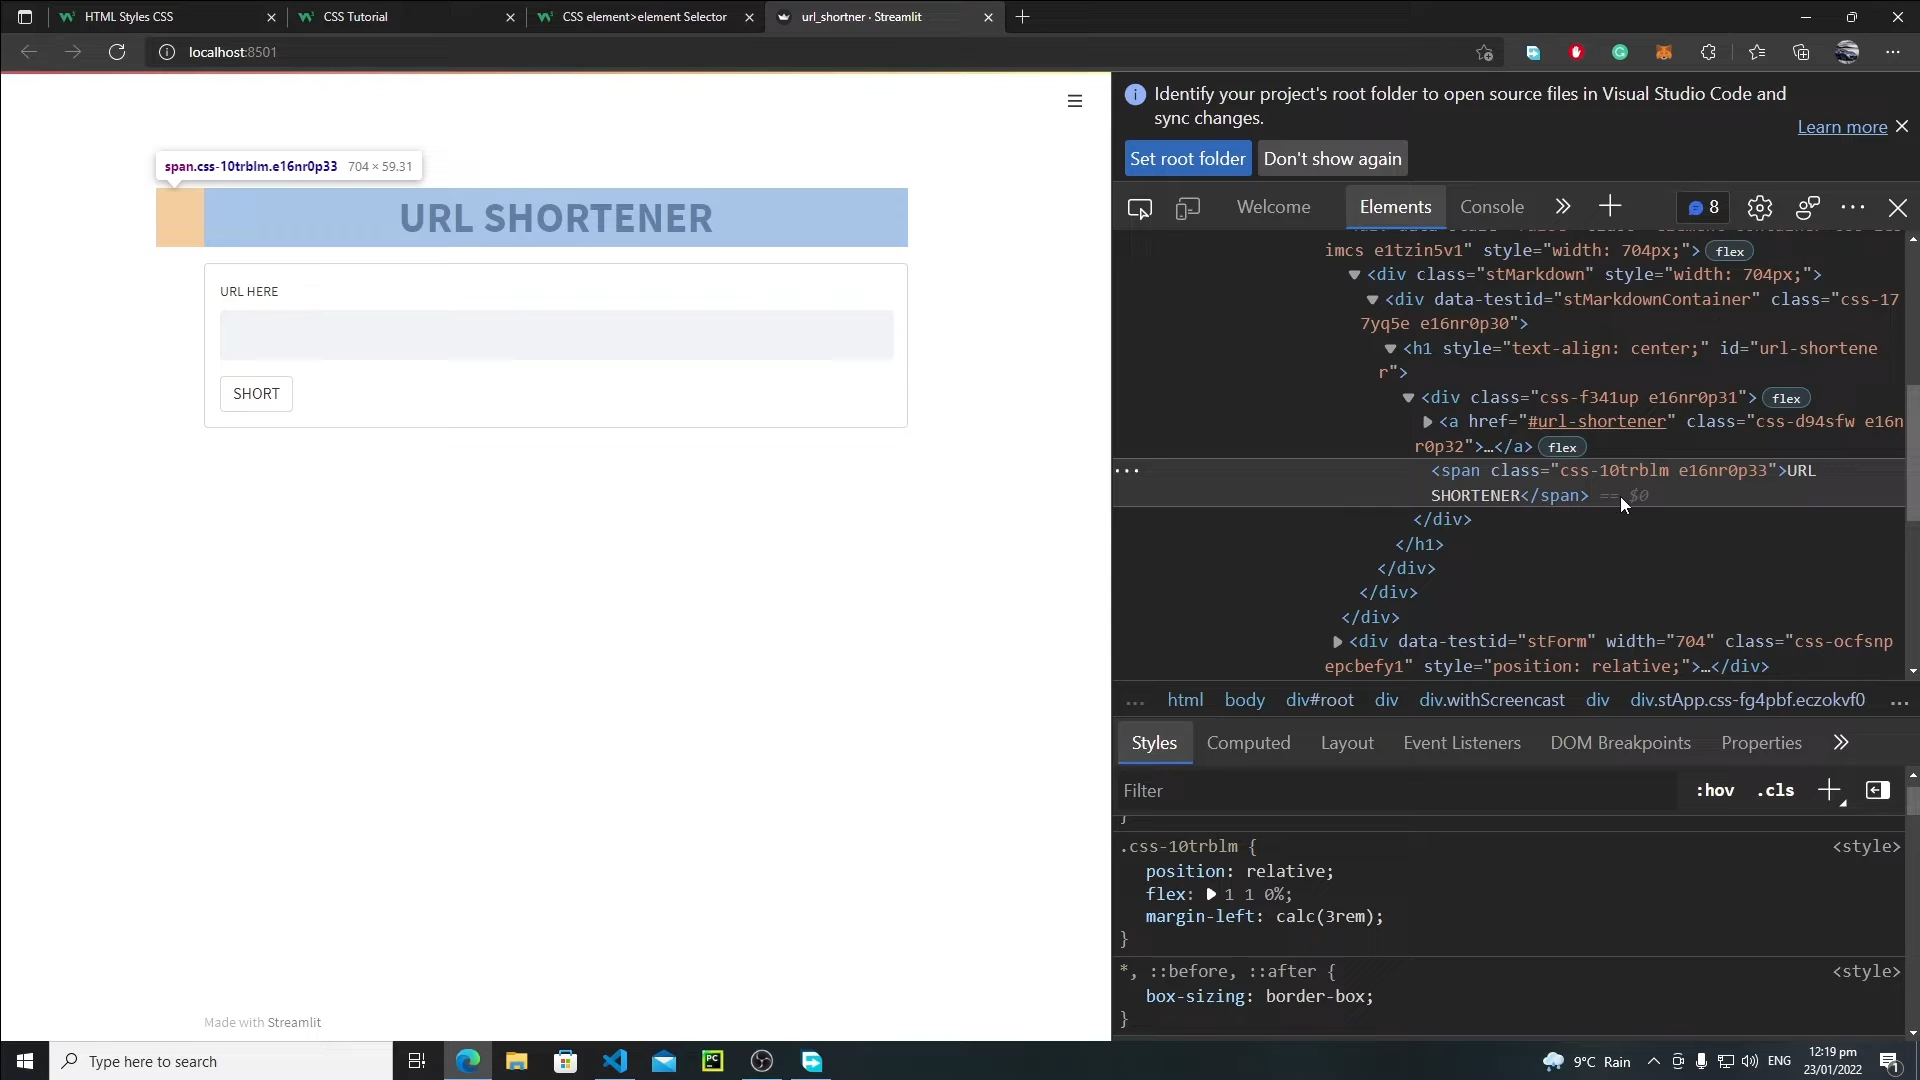 HTML Styles CSS
CSS Tutorial
CSS element>element Selector
url_shortner · Streamlit
localhost:8501
span.css-10trblm.e16nr0p33 704 × 59.31
URL SHORTENER
URL HERE
SHORT
Made with Streamlit
Identify your project's root folder to open source files in Visual Studio Code and
sync changes.
Learn more
Set root folder
Don't show again
Welcome
Elements
Console
8
imcs e1tzin5v1" style="width: 704px;"> flex
<div class="stMarkdown" style="width: 704px;">
<div data-testid="stMarkdownContainer" class="css-17
7yq5e e16nr0p30">
<h1 style="text-align: center;" id="url-shortene
r">
<div class="css-f341up e16nr0p31"> flex
<a href="#url-shortener" class="css-d94sfw e16n
r0p32">…</a> flex
<span class="css-10trblm e16nr0p33">URL
SHORTENER</span> == $0
</div>
</h1>
</div>
</div>
</div>
<div data-testid="stForm" width="704" class="css-ocfsnp
epcbefy1" style="position: relative;">…</div>
... html body div#root div div.withScreencast div div.stApp.css-fg4pbf.eczokvf0 ...
Styles
Computed
Layout
Event Listeners
DOM Breakpoints
Properties
Filter
:hov
.cls
}
.css-10trblm {
<style>
position: relative;
flex: 1 1 0%;
margin-left: calc(3rem);
}
*, ::before, ::after {
<style>
box-sizing: border-box;
}
Type here to search
PC
9°C Rain
ENG
12:19 pm
23/01/2022
1